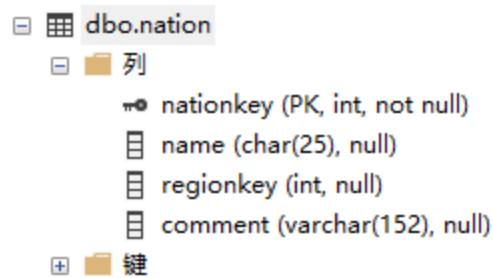 dbo.nation
列
nationkey (PK, int, not null)
name (char(25), null)
regionkey (int, null)
comment (varchar(152), null)
键